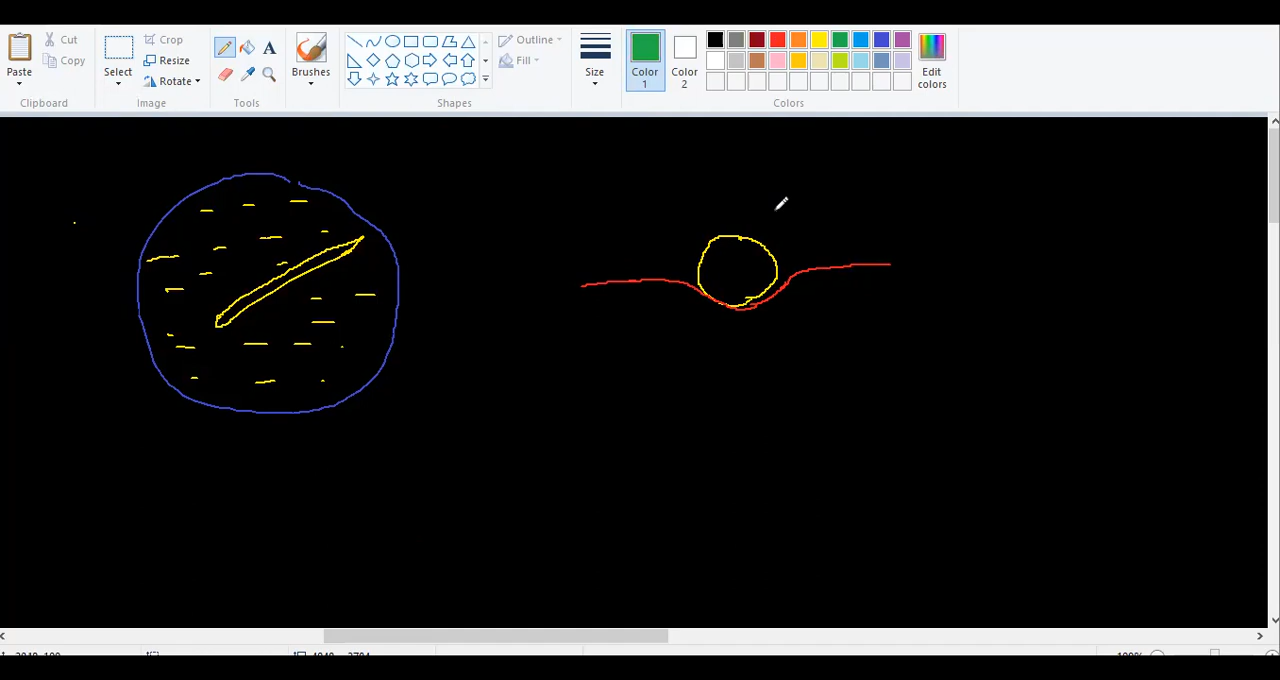 Paste
Cut
Copy
Clipboard
Select
Crop
Resize
Rotate
Image
A
Tools
Brushes
Outline
Fill
Shapes
Size
Color
1
Color
2
Edit
colors
Colors
100%